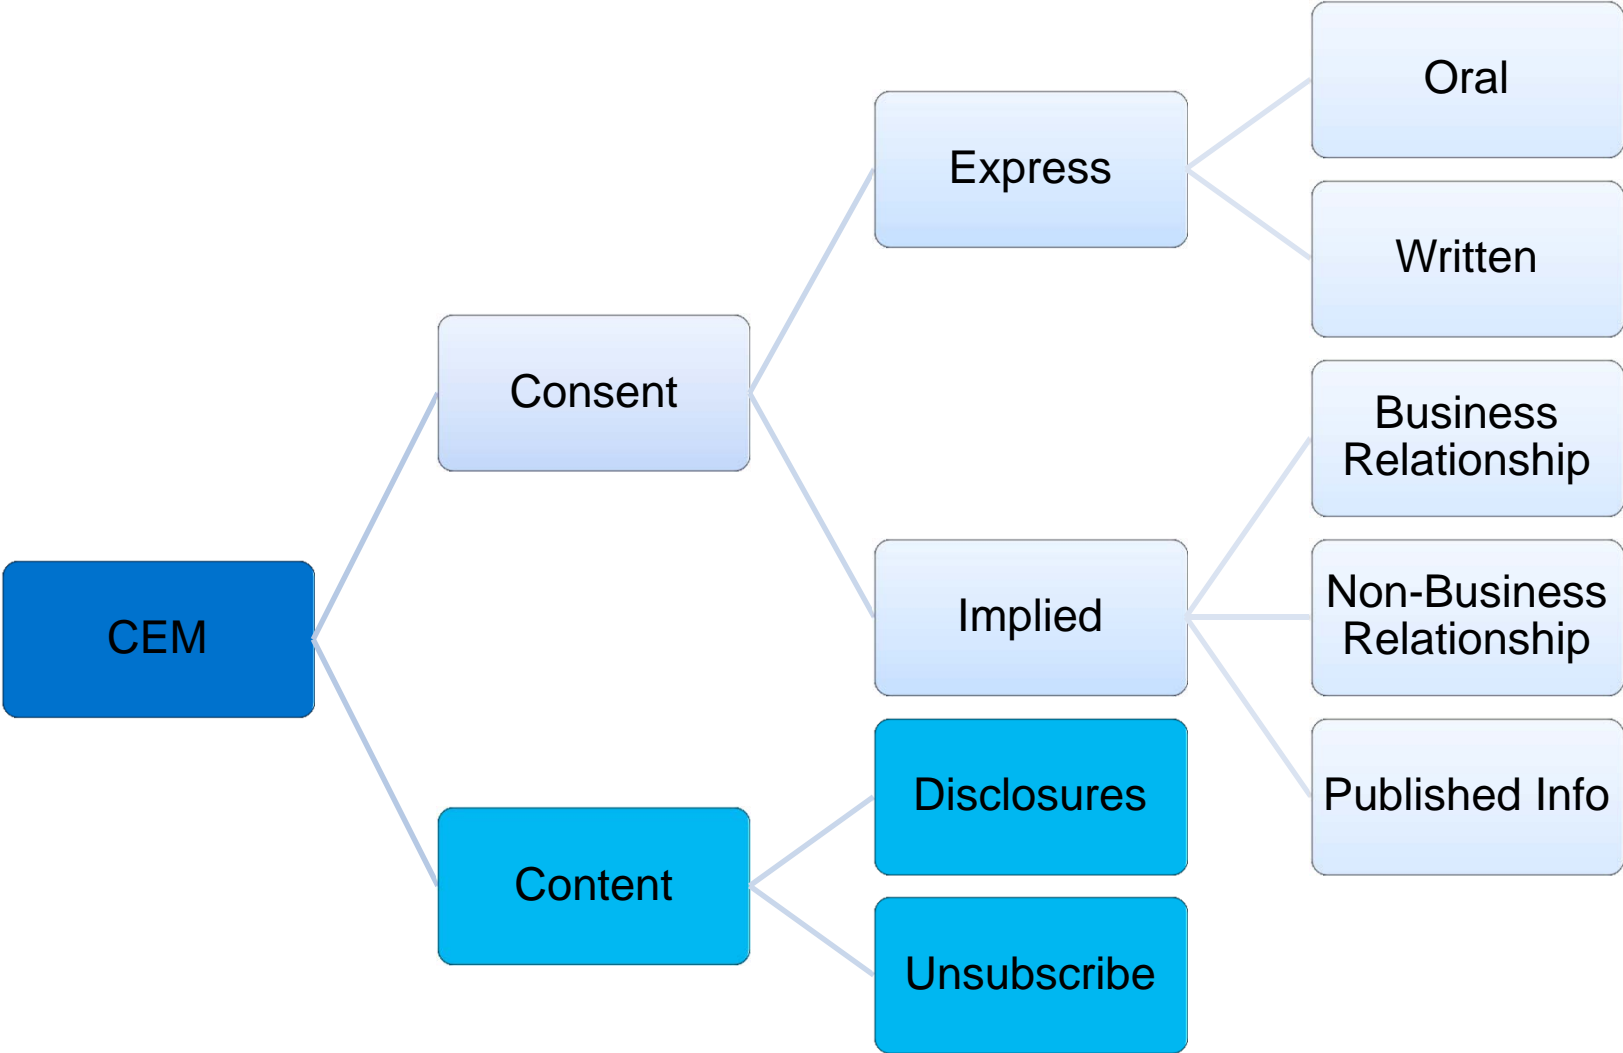 Oral
Express
Written
Consent
Business
Relationship
Implied
Non-Business
Relationship
CEM
Disclosures
Published Info
Content
Unsubscribe